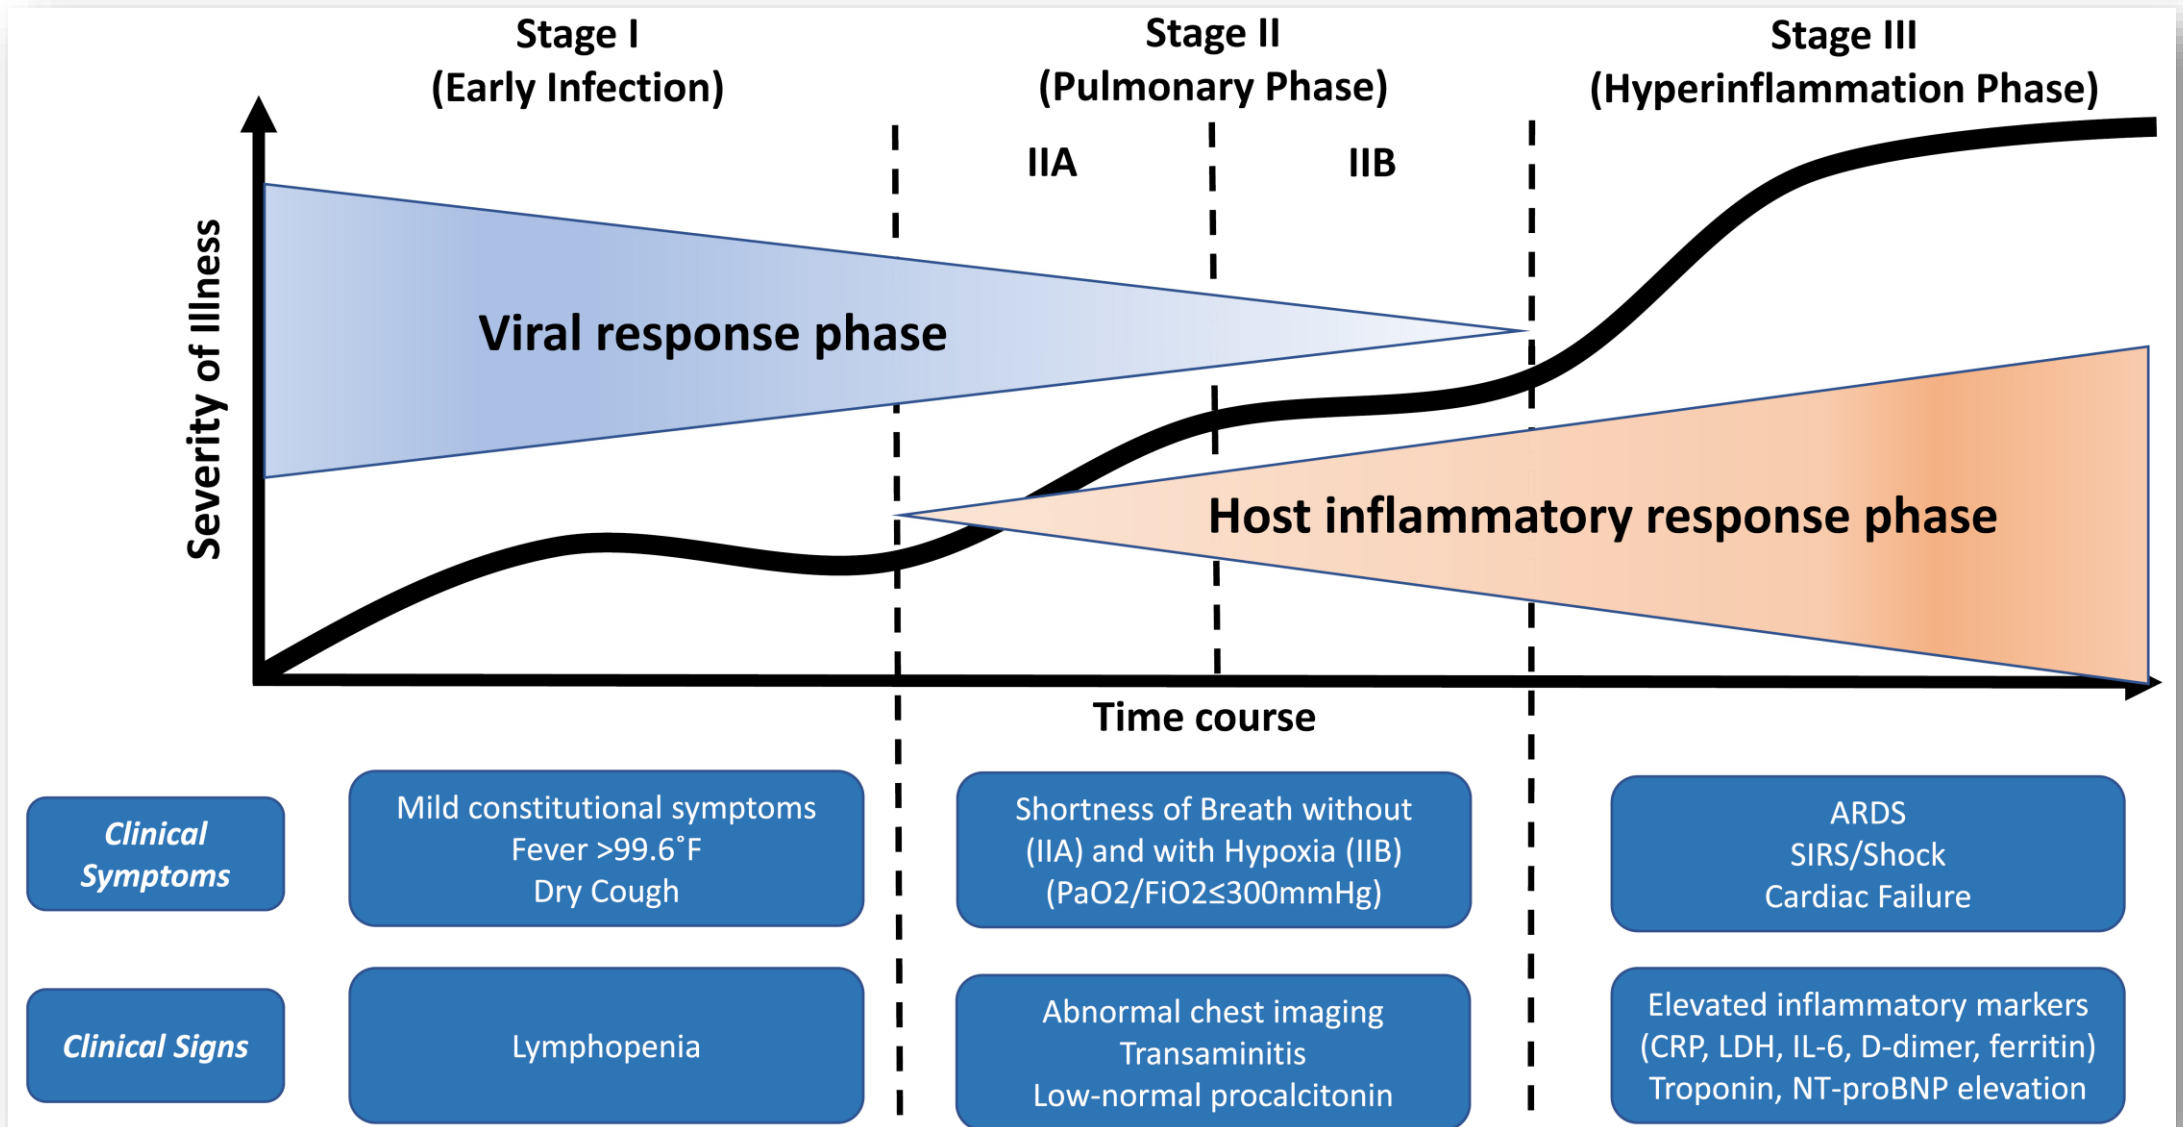 Stage I
(Early Infection)
Stage II
(Pulmonary Phase)
Stage III
(Hyperinflammation Phase)
IIA
IIB
Severity of Illness
Viral response phase
Host inflammatory response phase
Time course
Clinical
Symptoms
Mild constitutional symptoms
Fever >99.6˚F
Dry Cough
Shortness of Breath without
(IIA) and with Hypoxia (IIB)
(PaO2/FiO2≤300mmHg)
ARDS
SIRS/Shock
Cardiac Failure
Clinical Signs
Lymphopenia
Abnormal chest imaging
Transaminitis
Low-normal procalcitonin
Elevated inflammatory markers
(CRP, LDH, IL-6, D-dimer, ferritin)
Troponin, NT-proBNP elevation